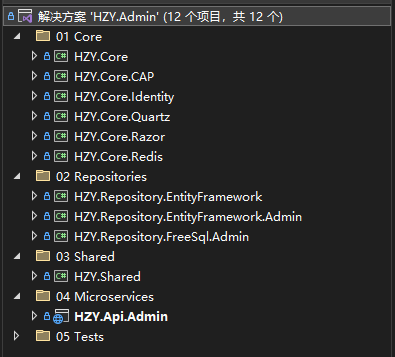 解决方案 'HZY.Admin' (12 个项目，共 12 个)
01 Core
HZY.Core
HZY.Core.CAP
HZY.Core.Identity
HZY.Core.Quartz
HZY.Core.Razor
HZY.Core.Redis
02 Repositories
HZY.Repository.EntityFramework
HZY.Repository.EntityFramework.Admin
HZY.Repository.FreeSql.Admin
03 Shared
HZY.Shared
04 Microservices
HZY.Api.Admin
05 Tests